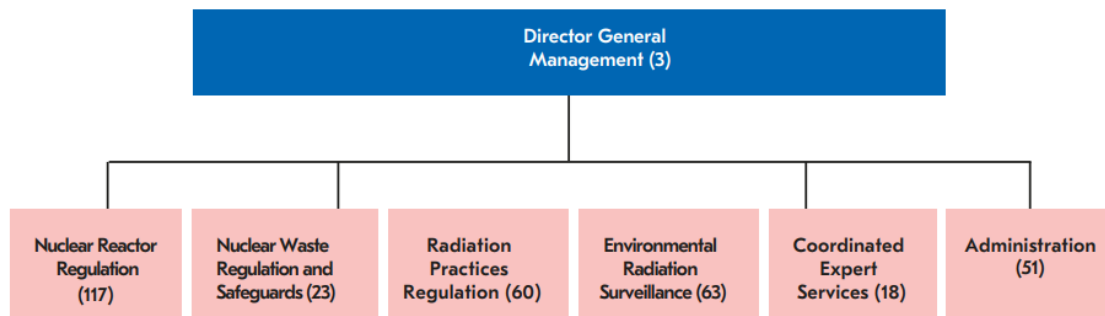 Director General
Management (3)
Nuclear Reactor
Regulation
(117)
Nuclear Waste
Regulation and
Safeguards (23)
Radiation
Practices
Regulation (60)
Environmental
Radiation
Surveillance (63)
Coordinated
Expert
Services (18)
Administration
(51)